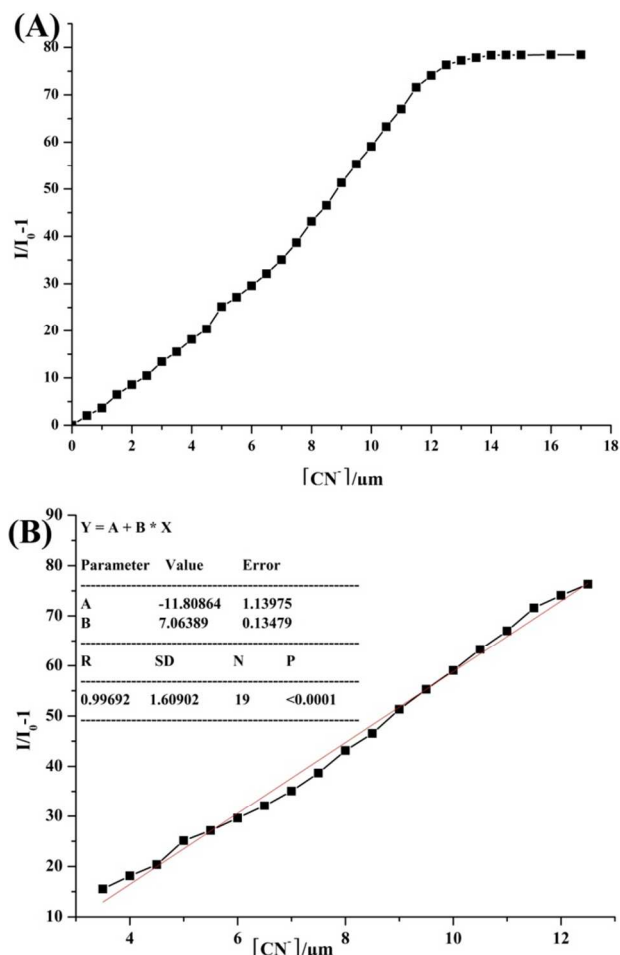 (A)
80
70
60
50
40
30
20
10
0
I/I₀-1
0 2 4 6 8 10 12 14 16 18
[CN⁻]/μm
(B)
90
80
70
60
50
40
30
20
10
I/I₀-1
Y = A + B * X
Parameter Value Error
------------------------------------------------------------
A -11.80864 1.13975
B 7.06389 0.13479
------------------------------------------------------------
R SD N P
------------------------------------------------------------
0.99692 1.60902 19 <0.0001
------------------------------------------------------------
4 6 8 10 12
[CN⁻]/μm